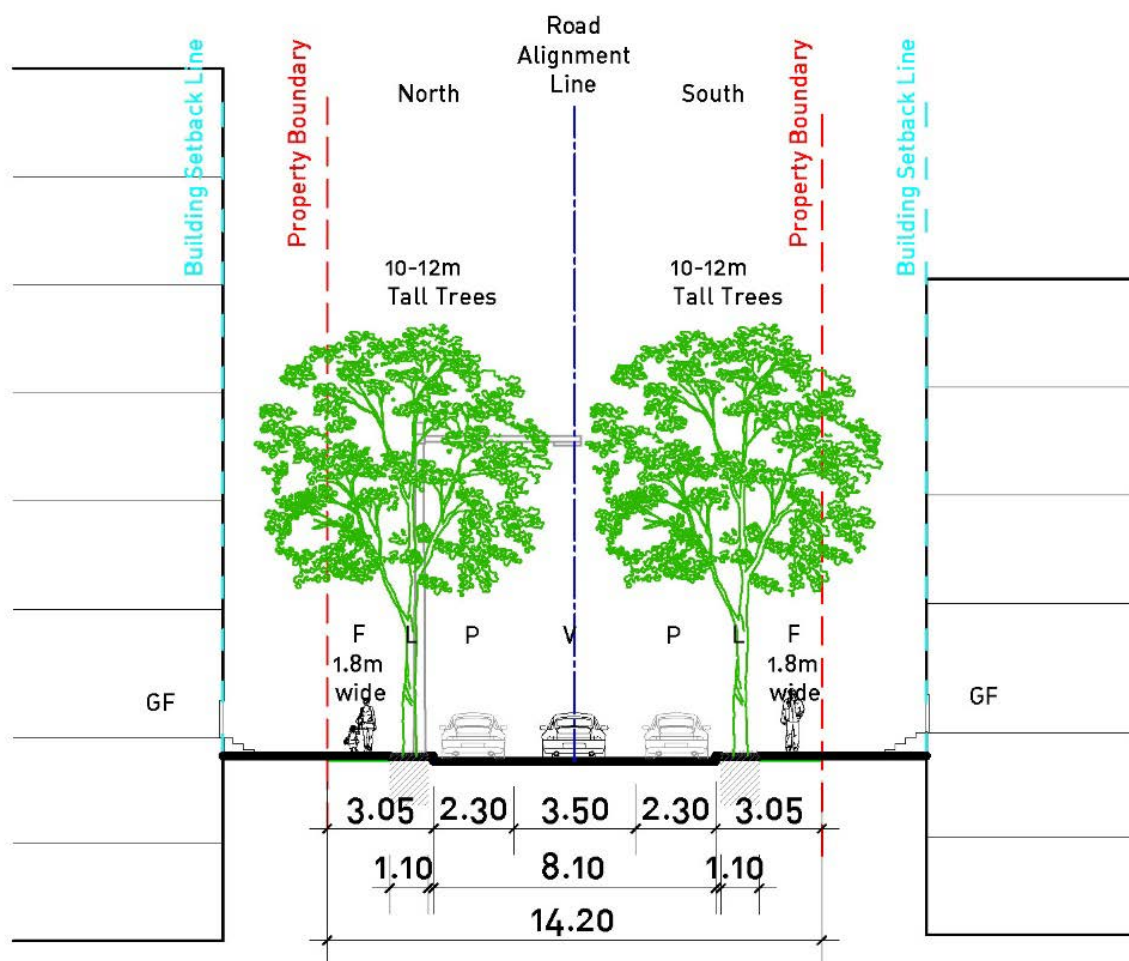 Road
Alignment
Line
Building Setback Line
Property Boundary
North
South
Property Boundary
Building Setback Line
10-12m
Tall Trees
10-12m
Tall Trees
F L P V P L F
1.8m
wide
1.8m
wide
GF
GF
3.05 2.30 3.50 2.30 3.05
1.10 8.10 1.10
14.20